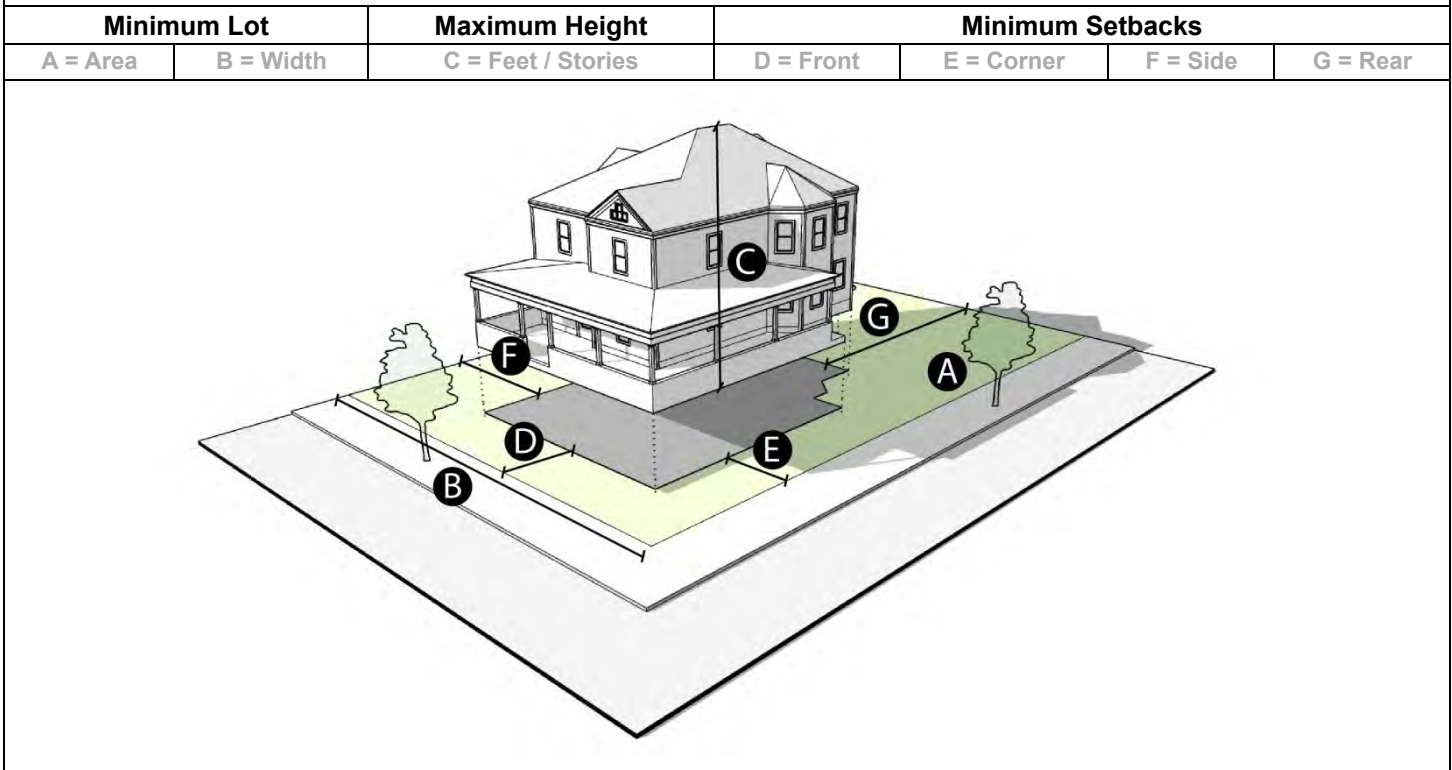 Minimum Lot Maximum Height Minimum Setbacks
A = Area B = Width C = Feet / Stories D = Front E = Corner F = Side G = Rear
C
G
F
A
D
E
B